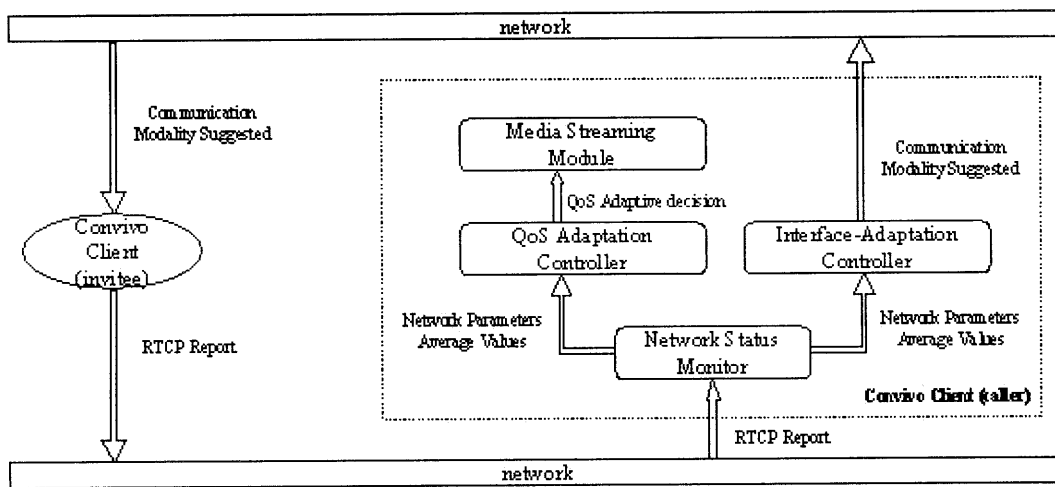 network
Communication
Modality Suggested
Media Streaming
Module
Communication
Modality Suggested
QoS Adaptive decision
Convivo
Client
(invitee)
QoS Adaptation
Controller
Interface-Adaptation
Controller
Network Parameters
Average Values
Network Parameters
Average Values
Network Status
Monitor
RTCP Report
Convivo Client (caller)
RTCP Report
network